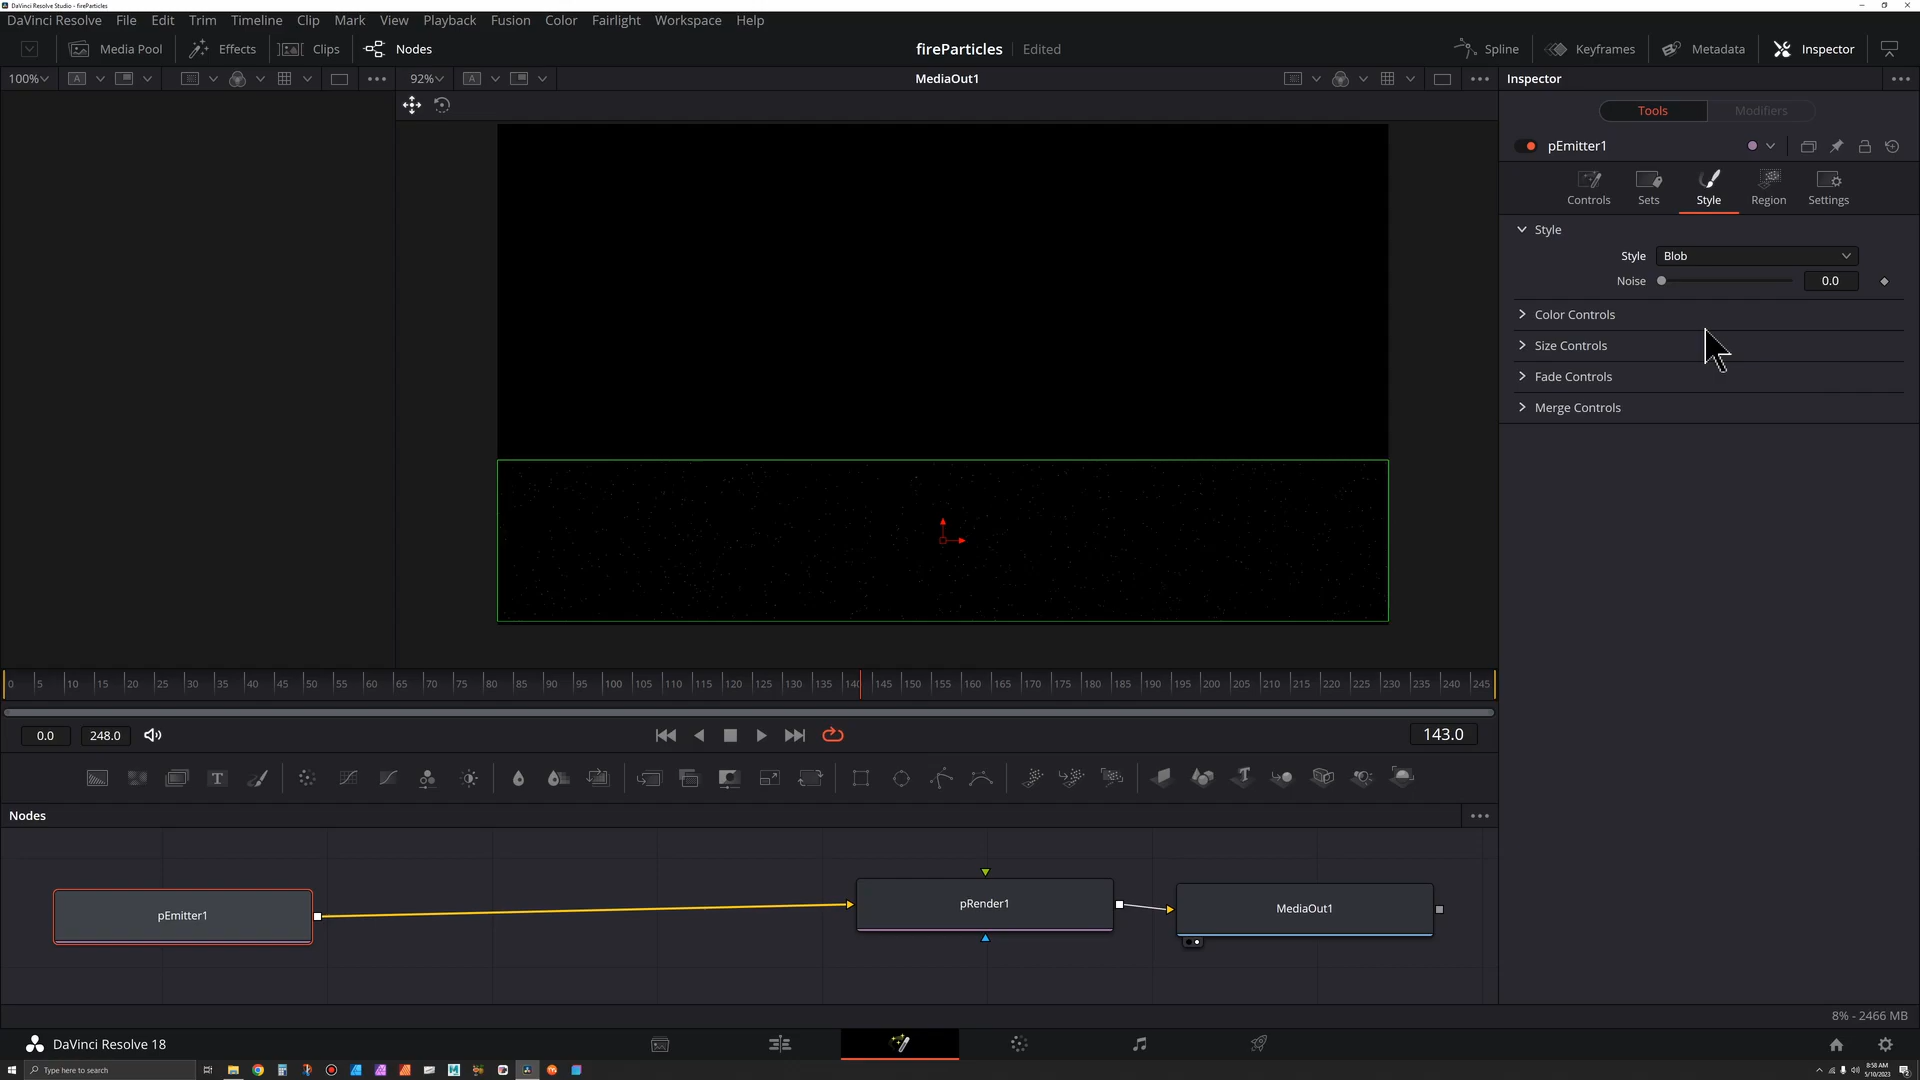 DaVinci Resolve Studio - fireParticles
DaVinci Resolve File Edit Trim Timeline Clip Mark View Playback Fusion Color Fairlight Workspace Help
Media Pool Effects Clips Nodes fireParticles Edited Spline Keyframes Metadata Inspector
100% A 92% A MediaOut1 Inspector
Tools Modifiers
pEmitter1
Controls Sets Style Region Settings
Style
Style Blob
Noise 0.0
Color Controls
Size Controls
Fade Controls
Merge Controls
0 5 10 15 20 25 30 35 40 45 50 55 60 65 70 75 80 85 90 95 100 105 110 115 120 125 130 135 140 145 150 155 160 165 170 175 180 185 190 195 200 205 210 215 220 225 230 235 240 245
0.0 248.0 143.0
T T
Nodes
pEmitter1 pRender1 MediaOut1
8% - 2466 MB
DaVinci Resolve 18
Type here to search
8:58 AM
5/10/2023